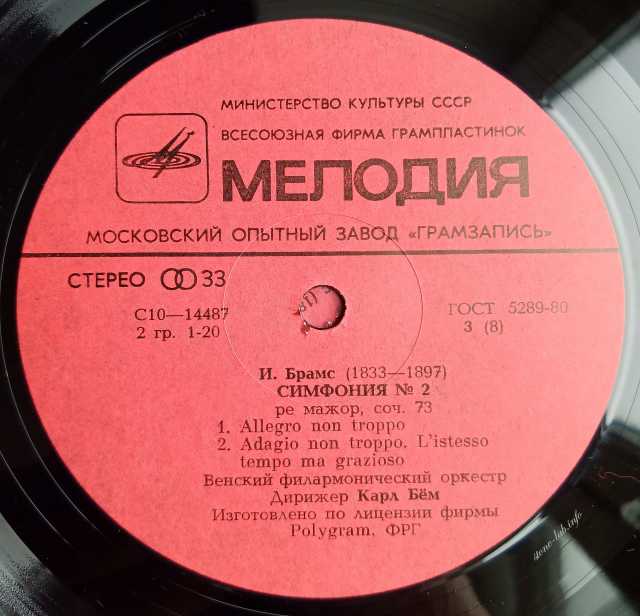 МИНИСТЕРСТВО КУЛЬТУРЫ СССР
ВСЕСОЮЗНАЯ ФИРМА ГРАМПЛАСТИНОК
МЕЛОДИЯ
МОСКОВСКИЙ ОПЫТНЫЙ ЗАВОД «ГРАМЗАПИСЬ»
СТЕРЕО 33
С10—14487
2 гр. 1-20
ГОСТ 5289-80
3 (8)
И. Брамс (1833—1897)
СИМФОНИЯ № 2
ре мажор, соч. 73
1. Allegro non troppo
2. Adagio non troppo. L'istesso
tempo ma grazioso
Венский филармонический оркестр
Дирижер Карл Бём
Изготовлено по лицензии фирмы
Polygram, ФРГ